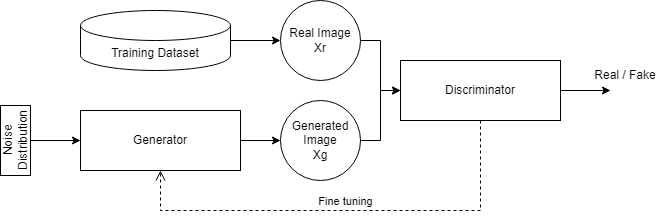 Training Dataset
Real Image
Xr
Discriminator
Real / Fake
Noise
Distribution
Generator
Generated
Image
Xg
Fine tuning